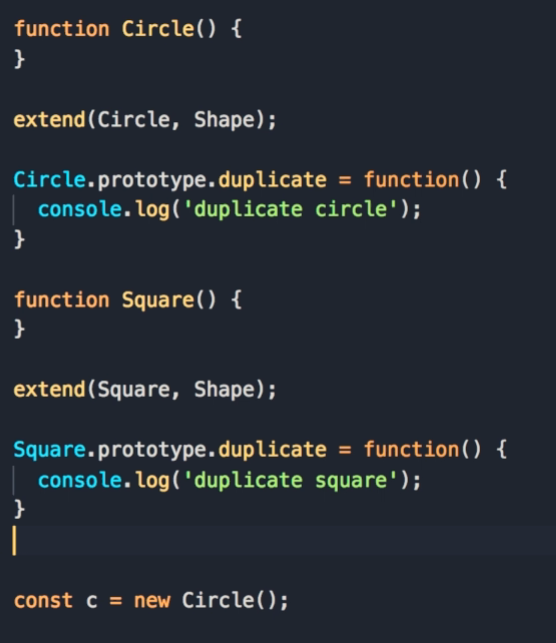 function Circle() {
}
extend(Circle, Shape);
Circle.prototype.duplicate = function() {
console.log('duplicate circle');
}
function Square() {
}
extend(Square, Shape);
Square.prototype.duplicate = function() {
console.log('duplicate square');
}
const c = new Circle();